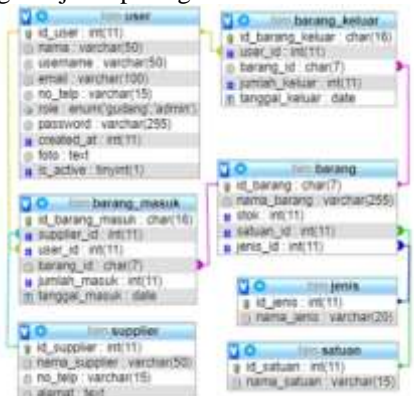 user
id_user : int(11)
nama : varchar(50)
username : varchar(50)
email : varchar(100)
no_telp : varchar(15)
role : enum('gudang','admin')
password : varchar(255)
created_at : int(11)
foto : text
is_active : tinyint(1)
barang_keluar
id_barang_keluar : char(16)
user_id : int(11)
barang_id : char(7)
jumlah_keluar : int(11)
tanggal_keluar : date
barang
id_barang : char(7)
nama_barang : varchar(255)
stok : int(11)
satuan_id : int(11)
jenis_id : int(11)
barang_masuk
id_barang_masuk : char(16)
supplier_id : int(11)
user_id : int(11)
barang_id : char(7)
jumlah_masuk : int(11)
tanggal_masuk : date
jenis
id_jenis : int(11)
nama_jenis : varchar(20)
supplier
id_supplier : int(11)
nama_supplier : varchar(50)
no_telp : varchar(15)
alamat : text
satuan
id_satuan : int(11)
nama_satuan : varchar(15)